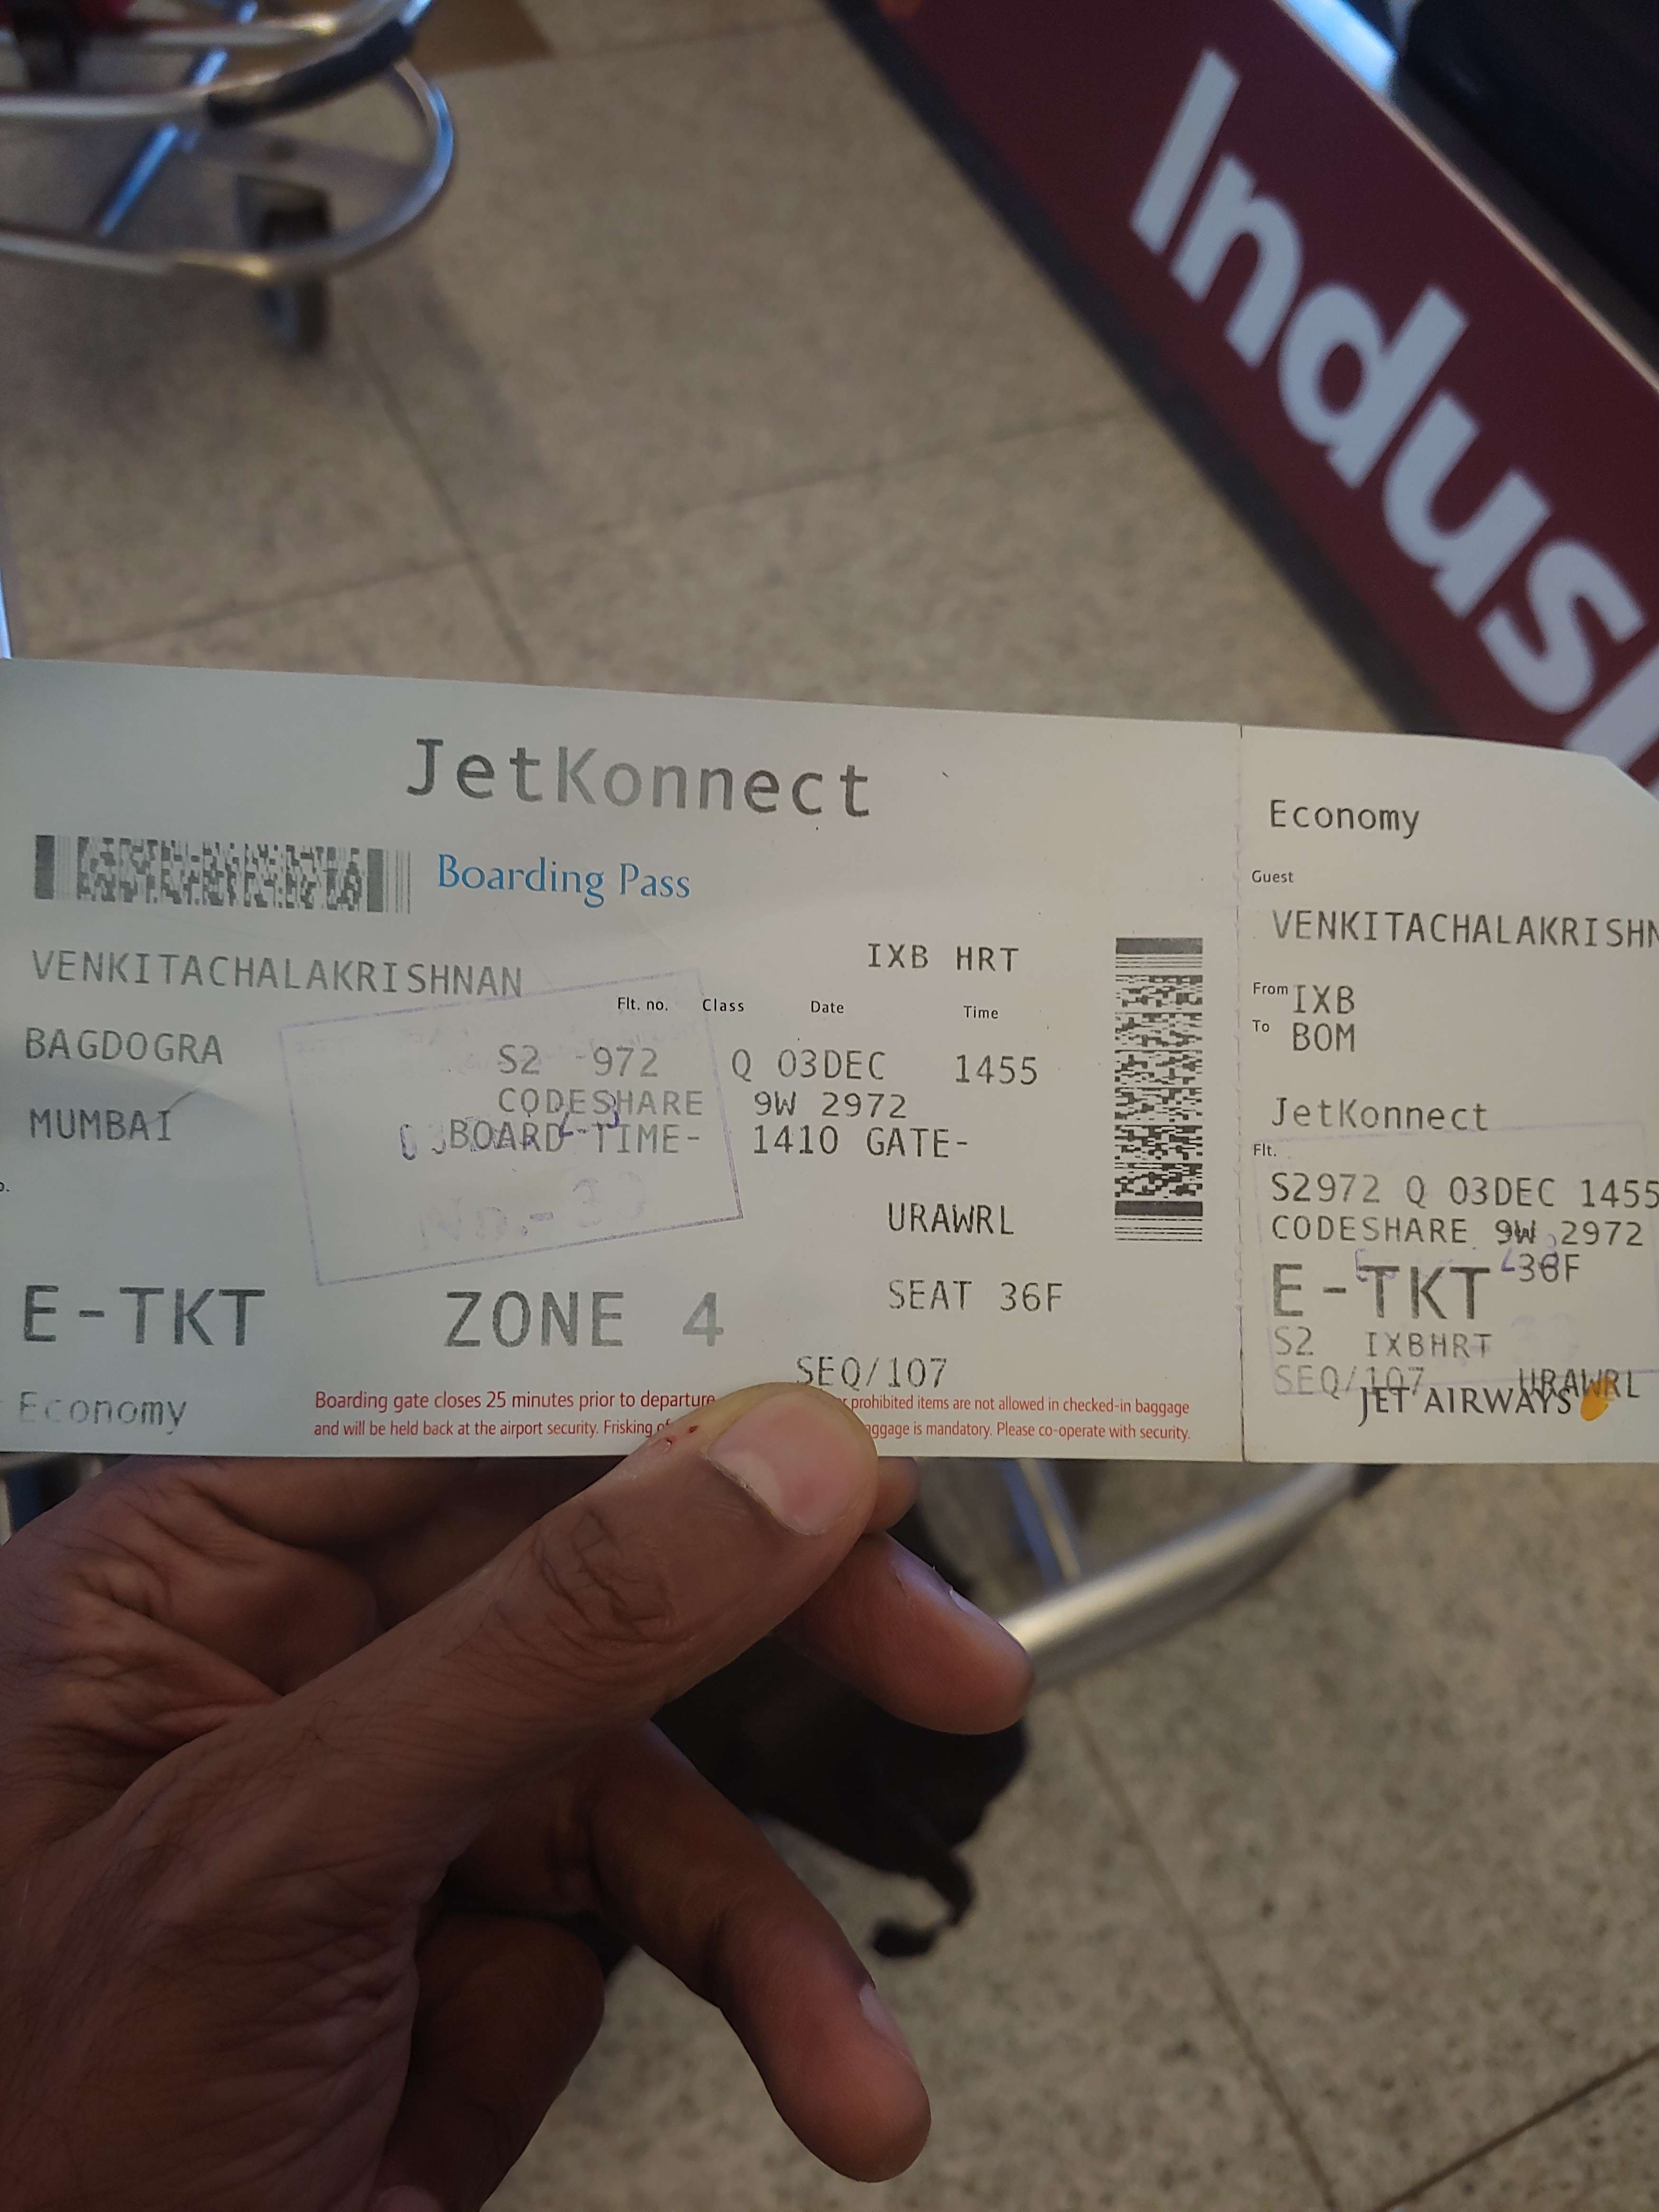 Indus
JetKonnect
Boarding Pass
VENKITACHALAKRISHNAN
IXB HRT
Flt. no. Class Date Time
BAGDOGRA
S2 -972 Q 03DEC 1455
CODESHARE 9W 2972
MUMBAI
BOARD-TIME- 1410 GATE-
URAWRL
E-TKT ZONE 4
SEAT 36F
SEQ/107
Economy
Boarding gate closes 25 minutes prior to departure prohibited items are not allowed in checked-in baggage
and will be held back at the airport security. Frisking is mandatory. Please co-operate with security.
Economy
Guest
VENKITACHALAKRISHN
From IXB
To BOM
JetKonnect
Flt.
S2972 Q 03DEC 1455
CODESHARE 9W 2972
E-TKT 36F
S2 IXBHRT
SEQ/107 URAWRL
JET AIRWAYS